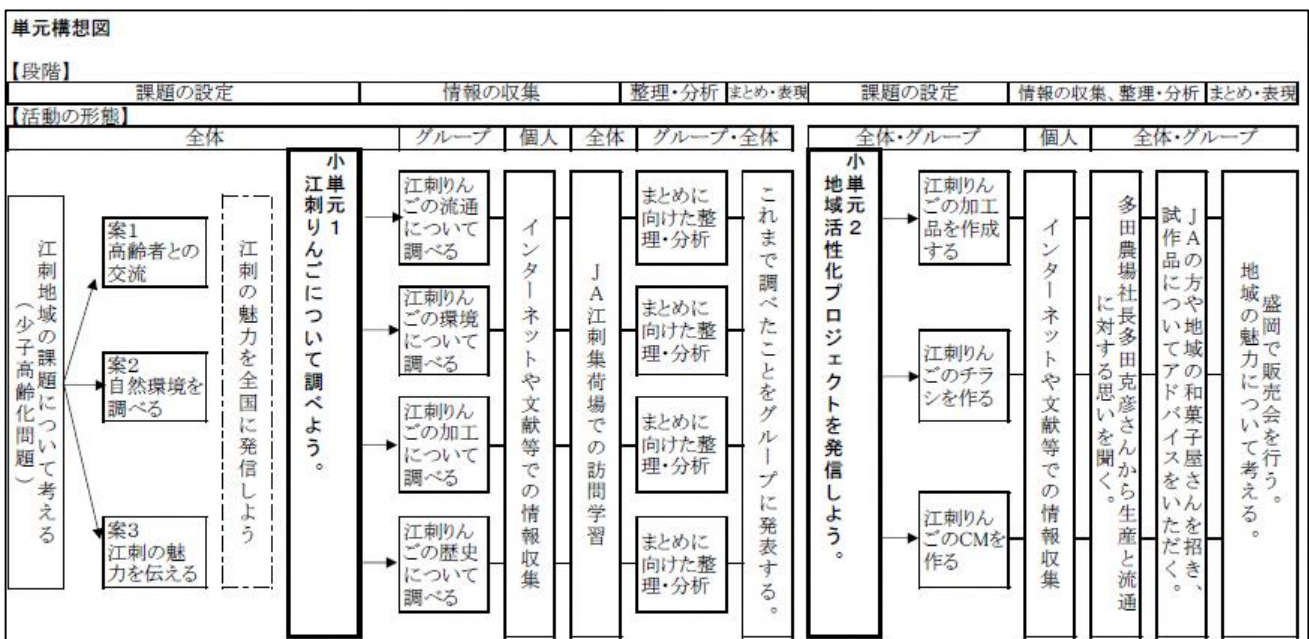 単元構想図
【段階】
課題の設定
情報の収集
整理・分析
まとめ・表現
課題の設定
情報の収集、整理・分析
まとめ・表現
【活動の形態】
全体
グループ
個人
全体
グループ・全体
全体・グループ
個人
全体・グループ
江刺地域の課題について考える
(少子高齢化問題)
案1
高齢者との
交流
案2
自然環境を
調べる
案3
江刺の魅
力を伝える
江刺の魅力を全国に発信しよう
小単元1
江刺りんごについて調べよう。
江刺りん
ごの流通
について
調べる
江刺りん
ごの環境
について
調べる
江刺りん
ごの加工
について
調べる
江刺りん
ごの歴史
について
調べる
インターネットや文献等での情報収集
JA江刺集荷場での訪問学習
まとめに
向けた整
理・分析
まとめに
向けた整
理・分析
まとめに
向けた整
理・分析
まとめに
向けた整
理・分析
これまで調べたことをグループに発表する。
小単元2
地域活性化プロジェクトを発信しよう。
江刺りん
ごの加工
品を作成
する
江刺りん
ごのチラ
シを作る
江刺りん
ごのCMを
作る
インターネットや文献等での情報収集
多田農場社長多田克彦さんから生産と流通
に対する思いを聞く。
JAの方や地域の和菓子屋さんを招き、
試作品についてアドバイスをいただく。
盛岡で販売会を行う。
地域の魅力について考える。